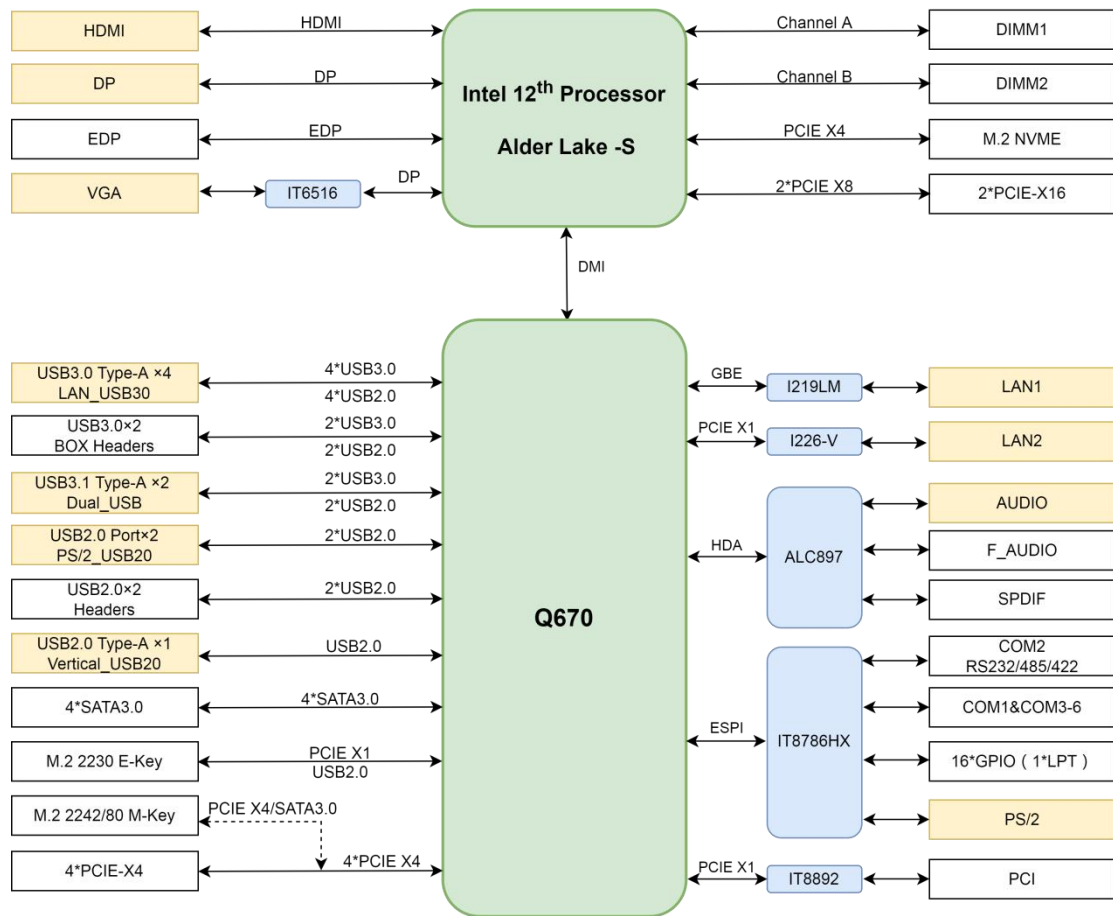 HDMI
HDMI
DP
DP
EDP
EDP
VGA
IT6516
DP
Intel 12th Processor
Alder Lake -S
Channel A
DIMM1
Channel B
DIMM2
PCIE X4
M.2 NVME
2*PCIE X8
2*PCIE-X16
DMI
USB3.0 Type-A ×4
LAN_USB30
4*USB3.0
4*USB2.0
USB3.0×2
BOX Headers
2*USB3.0
2*USB2.0
USB3.1 Type-A ×2
Dual_USB
2*USB3.0
2*USB2.0
USB2.0 Port×2
PS/2_USB20
2*USB2.0
USB2.0×2
Headers
2*USB2.0
USB2.0 Type-A ×1
Vertical_USB20
USB2.0
4*SATA3.0
4*SATA3.0
M.2 2230 E-Key
PCIE X1
USB2.0
M.2 2242/80 M-Key
PCIE X4/SATA3.0
4*PCIE-X4
4*PCIE X4
Q670
GBE
I219LM
LAN1
PCIE X1
I226-V
LAN2
HDA
ALC897
AUDIO
F_AUDIO
SPDIF
ESPI
IT8786HX
COM2
RS232/485/422
COM1&COM3-6
16*GPIO ( 1*LPT )
PS/2
PCIE X1
IT8892
PCI